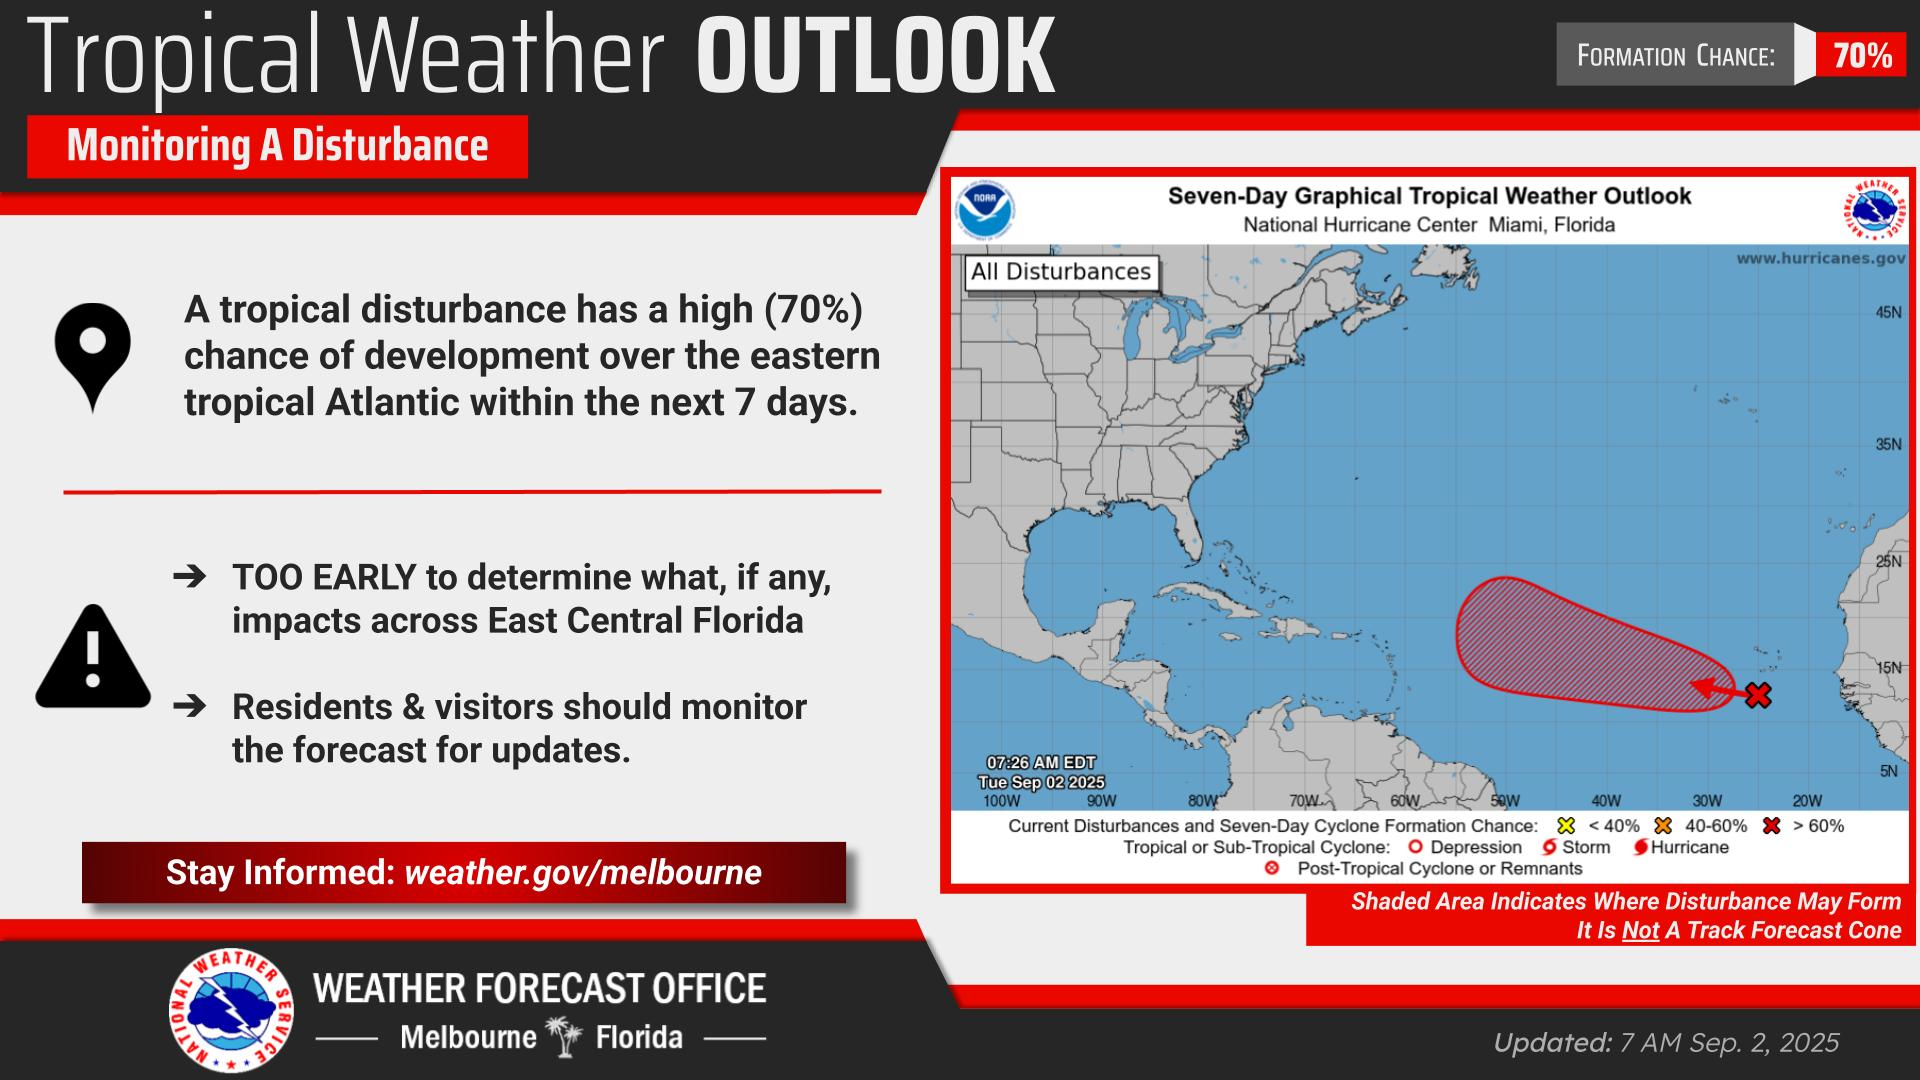 Tropical Weather OUTLOOK
FORMATION CHANCE: 70%
Monitoring A Disturbance
A tropical disturbance has a high (70%)
chance of development over the eastern
tropical Atlantic within the next 7 days.
➔ TOO EARLY to determine what, if any,
impacts across East Central Florida
➔ Residents & visitors should monitor
the forecast for updates.
Stay Informed: weather.gov/melbourne
NOAA
Seven-Day Graphical Tropical Weather Outlook
National Hurricane Center Miami, Florida
NATIONAL WEATHER SERVICE
All Disturbances
www.hurricanes.gov
45N
35N
25N
15N
5N
07:26 AM EDT
Tue Sep 02 2025
100W 90W 80W 70W 60W 50W 40W 30W 20W
Current Disturbances and Seven-Day Cyclone Formation Chance: < 40% 40-60% > 60%
Tropical or Sub-Tropical Cyclone: Depression Storm Hurricane
Post-Tropical Cyclone or Remnants
Shaded Area Indicates Where Disturbance May Form
It Is Not A Track Forecast Cone
NATIONAL WEATHER SERVICE
WEATHER FORECAST OFFICE
Melbourne Florida
Updated: 7 AM Sep. 2, 2025